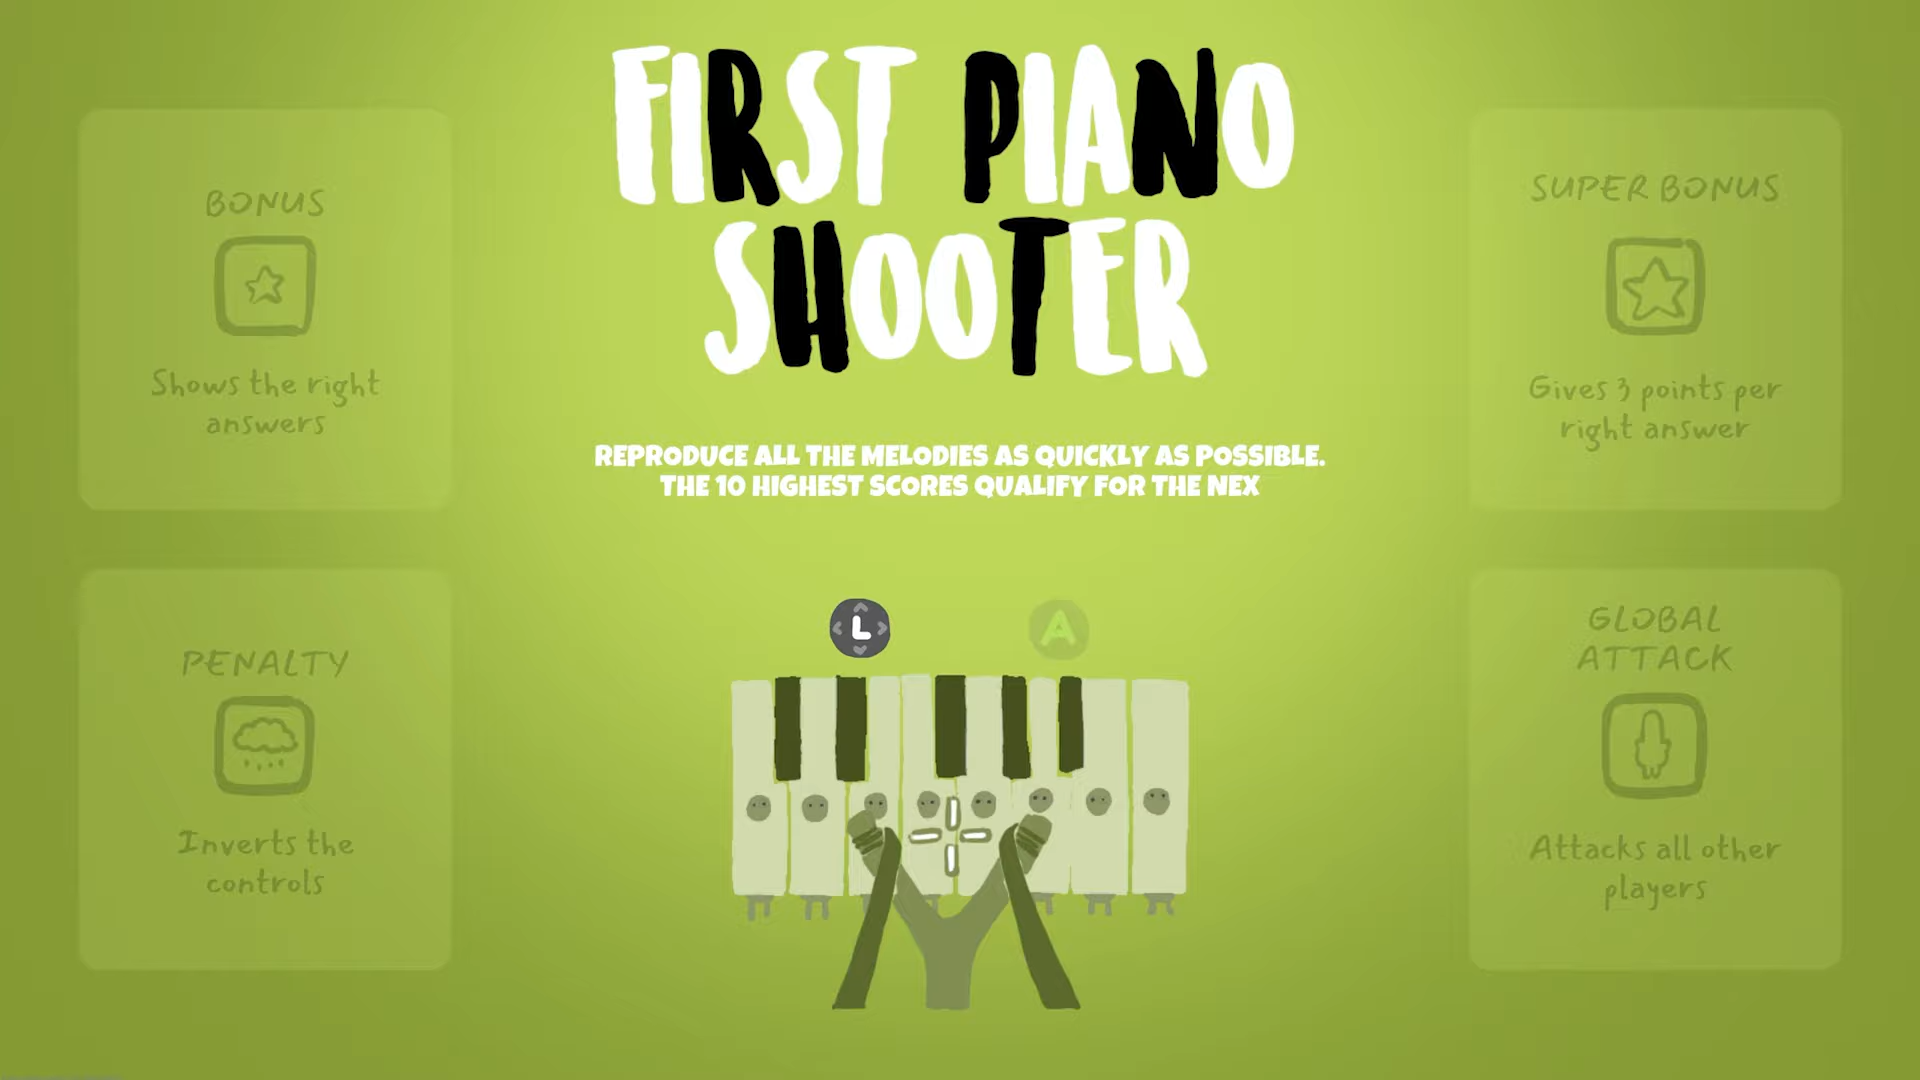 FIRST PIANO
SHOOTER
REPRODUCE ALL THE MELODIES AS QUICKLY AS POSSIBLE.
THE 10 HIGHEST SCORES QUALIFY FOR THE NEX
BONUS
Shows the right
answers
PENALTY
Inverts the
controls
L
A
SUPER BONUS
Gives 3 points per
right answer
GLOBAL
ATTACK
Attacks all other
players